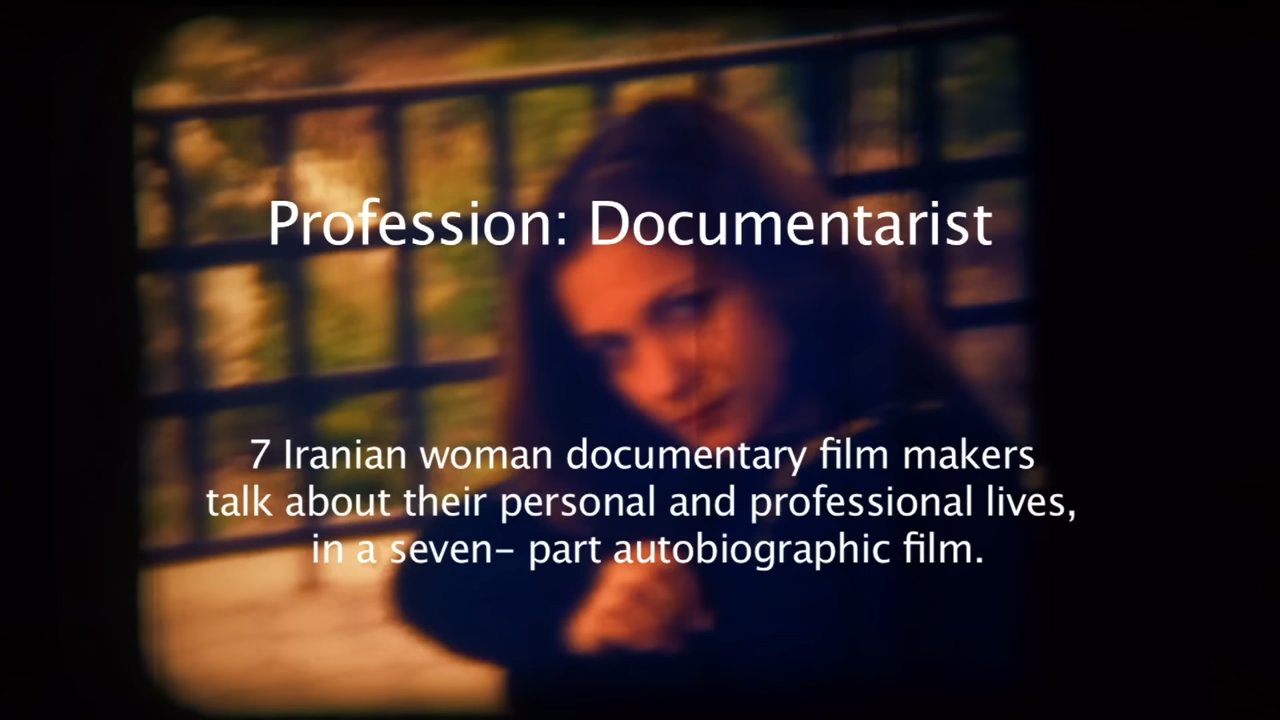 Profession: Documentarist
7 Iranian woman documentary film makers
talk about their personal and professional lives,
in a seven– part autobiographic film.